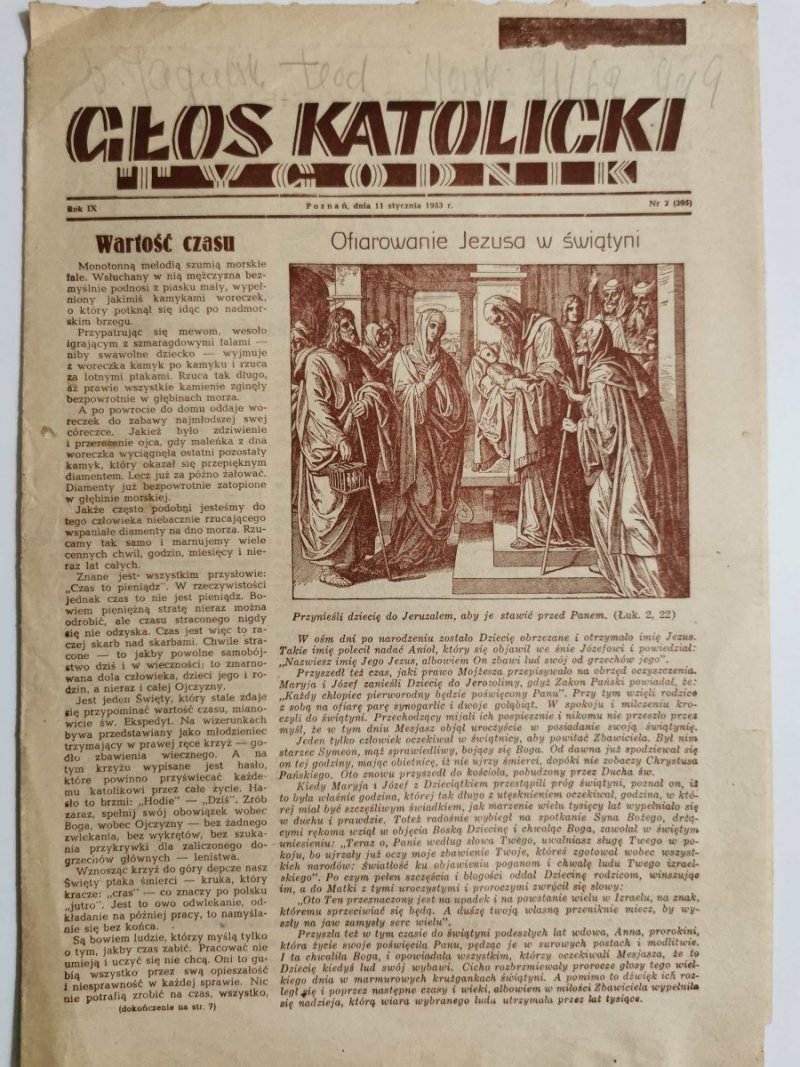 GŁOS KATOLICKI
TYGODNIK
Rok IX
Poznań, dnia 11 stycznia 1953 r.
Nr 2 (395)
Wartość czasu
Monotonną melodią szumią morskie
fale. Wsłuchany w nią mężczyzna bez-
myślnie podnosi z piasku mały, wypeł-
niony jakimiś kamykami woreczek,
o który potknął się idąc po nadmor-
skim brzegu.
Przypatrując się mewom, wesoło
igrającym z szmaragdowymi falami —
niby swawolne dziecko — wyjmuje
z woreczka kamyk po kamyku i rzuca
za lotnymi ptakami. Rzuca tak długo,
aż prawie wszystkie kamienie zginęły
bezpowrotnie w głębinach morza.
A po powrocie do domu oddaje wo-
reczek do zabawy najmłodszej swej
córeczce. Jakież było zdziwienie
i przerażenie ojca, gdy maleńka z dna
woreczka wyciągnęła ostatni pozostały
kamyk, który okazał się przepięknym
diamentem. Lecz już za późno żałować.
Diamenty już bezpowrotnie zatopione
w głębinie morskiej.
Jakże często podobni jesteśmy do
tego człowieka niebacznie rzucającego
wspaniałe diamenty na dno morza. Rzu-
camy tak samo i marnujemy wiele
cennych chwil, godzin, miesięcy i nie-
raz lat całych.
Znane jest wszystkim przysłowie:
„Czas to pieniądz". W rzeczywistości
jednak czas to nie jest pieniądz. Bo-
wiem pieniężną stratę nieraz można
odrobić, ale czasu straconego nigdy
się nie odzyska. Czas jest więc to ra-
czej skarb nad skarbami. Chwile stra-
cone — to jakby powolne samobój-
stwo dziś i w wieczności; to zmarno-
wana dola człowieka, dzieci jego i ro-
dzin, a nieraz i całej Ojczyzny.
Jest jeden Święty, który stale zdaje
się przypominać wartość czasu, miano-
wicie św. Ekspedyt. Na wizerunkach
bywa przedstawiany jako młodzieniec
trzymający w prawej ręce krzyż — go-
dło zbawienia wiecznego. A na
tym krzyżu wypisane jest hasło,
które powinno przyświecać każde-
mu katolikowi przez całe życie. Ha-
sło to brzmi: „Hodie" — „Dziś". Zrób
zaraz, spełnij swój obowiązek wobec
Boga, wobec Ojczyzny — bez żadnego
zwlekania, bez wykrętów, bez szuka-
nia przykrywki dla zaliczonego do-
grzechów głównych — lenistwa.
Wznosząc krzyż do góry depcze nasz
Święty ptaka śmierci — kruka, który
kracze: „cras" — co znaczy po polsku
„jutro". Jest to owo odwlekanie, od-
kładanie na później pracy, to namyśla-
nie się bez końca.
Są bowiem ludzie, którzy myślą tylko
o tym, jakby czas zabić. Pracować nie
umieją i uczyć się nie chcą. Oni to gu-
bią wszystko przez swą opieszałość
i niesprawność w każdej sprawie. Nic
nie potrafią zrobić na czas, wszystko,
(dokończenie na str. 7)
Ofiarowanie Jezusa w świątyni
Przynieśli dziecię do Jeruzalem, aby je stawić przed Panem. (Łuk. 2, 22)
W ośm dni po narodzeniu zostało Dziecię obrzezane i otrzymało imię Jezus.
Takie imię polecił nadać Anioł, który się objawił we śnie Józefowi i powiedział:
„Nazwiesz imię Jego Jezus, albowiem On zbawi lud swój od grzechów jego".
Przyszedł też czas, jaki prawo Mojżesza przepisywało na obrzęd oczyszczenia.
Maryja i Józef zanieśli Dziecię do Jerozolimy, gdyż Zakon Pański powiadał, że:
„Każdy chłopiec pierworodny będzie poświęcony Panu". Przy tym wzięli rodzice
z sobą na ofiarę parę synogarlic i dwoje gołąbiąt. W spokoju i milczeniu kro-
czyli do świątyni. Przechodzący mijali ich pospiesznie i nikomu nie przeszło przez
myśl, że w tym dniu Mesjasz objął uroczyście w posiadanie swoją świątynię.
Jeden tylko człowiek oczekiwał w świątnicy, aby powitać Zbawiciela. Był nim
starzec Symeon, mąż sprawiedliwy, bojący się Boga. Od dawna już spodziewał się
on tej godziny, mając obietnicę, iż nie ujrzy śmierci, dopóki nie zobaczy Chrystusa
Pańskiego. Oto znowu przyszedł do kościoła, pobudzony przez Ducha św.
Kiedy Maryja i Józef z Dzieciątkiem przestąpili próg świątyni, poznał on, iż
to była właśnie godzina, której tak długo z utęsknieniem oczekiwał, godzina, w któ-
rej miał być szczęśliwym świadkiem, jak marzenie wielu tysięcy lat wypełniało się
w duchu i prawdzie. Toteż radośnie wybiegł na spotkanie Syna Bożego, drżą-
cymi rękoma wziął w objęcia Boską Dziecinę i chwaląc Boga, zawołał w świętym
uniesieniu: „Teraz o, Panie według słowa Twego, uwalniasz sługę Twego w po-
koju, bo ujrzały już oczy moje zbawienie Twoje, któreś zgotował wobec wszyst-
kich narodów: Światłość ku objawieniu poganom i chwałę ludu Twego izrael-
skiego". Po czym pełen szczęścia i błogości oddał Dziecinę rodzicom, winszując
im, a do Matki z tymi uroczystymi i proroczymi zwrócił się słowy:
„Oto Ten przeznaczony jest na upadek i na powstanie wielu w Izraelu, na znak,
któremu sprzeciwiać się będą. A duszę twoją własną przeniknie miecz, by wy-
szły na jaw zamysły serc wielu".
Przyszła też w tym czasie do świątyni podeszłych lat wdowa, Anna, prorokini,
która życie swoje poświęciła Panu, pędząc je w surowych postach i modlitwie.
I ta chwaliła Boga, i opowiadała wszystkim, którzy oczekiwali Mesjasza, że to
Dziecię kiedyś lud swój wybawi. Cicho rozbrzmiewały prorocze głosy tego wiel-
kiego dnia w marmurowych krużgankach świątyni. A pomimo to dźwięk ich roz-
legł się i poprzez następne czasy i wieki, albowiem w miłości Zbawiciela wypełniła
się nadzieja, którą wiara wybranego ludu utrzymała przez lat tysiące.